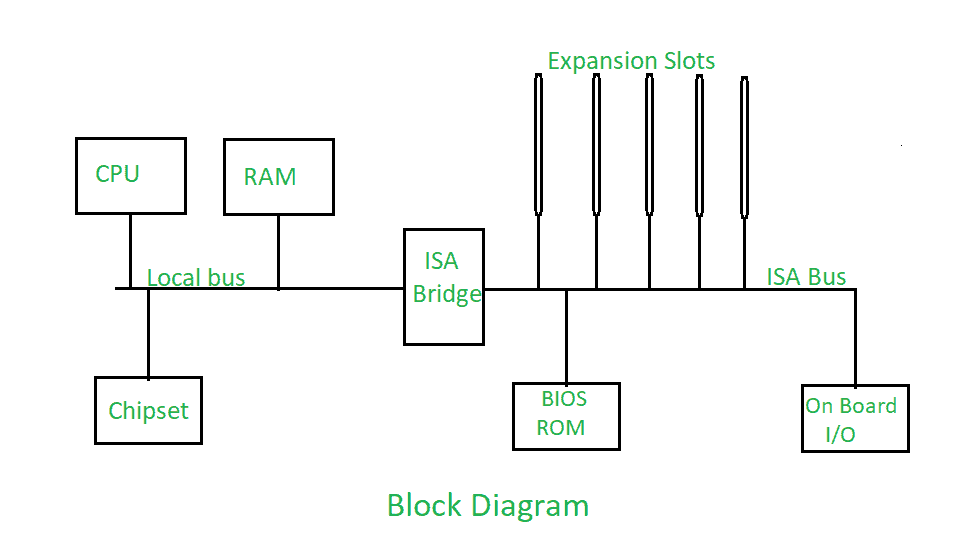 Expansion Slots
CPU
RAM
ISA
Bridge
Local bus
ISA Bus
Chipset
BIOS
ROM
On Board
I/O
Block Diagram